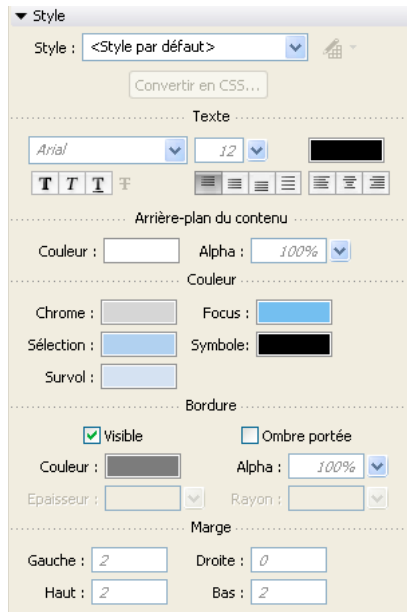 Style
Style : <Style par défaut>
Convertir en CSS...
Texte
Arial 12
T T T T
Arrière-plan du contenu
Couleur : Alpha : 100%
Couleur
Chrome : Focus :
Sélection : Symbole:
Survol :
Bordure
Visible Ombre portée
Couleur : Alpha : 100%
Epaisseur : Rayon :
Marge
Gauche : 2 Droite : 0
Haut : 2 Bas : 2